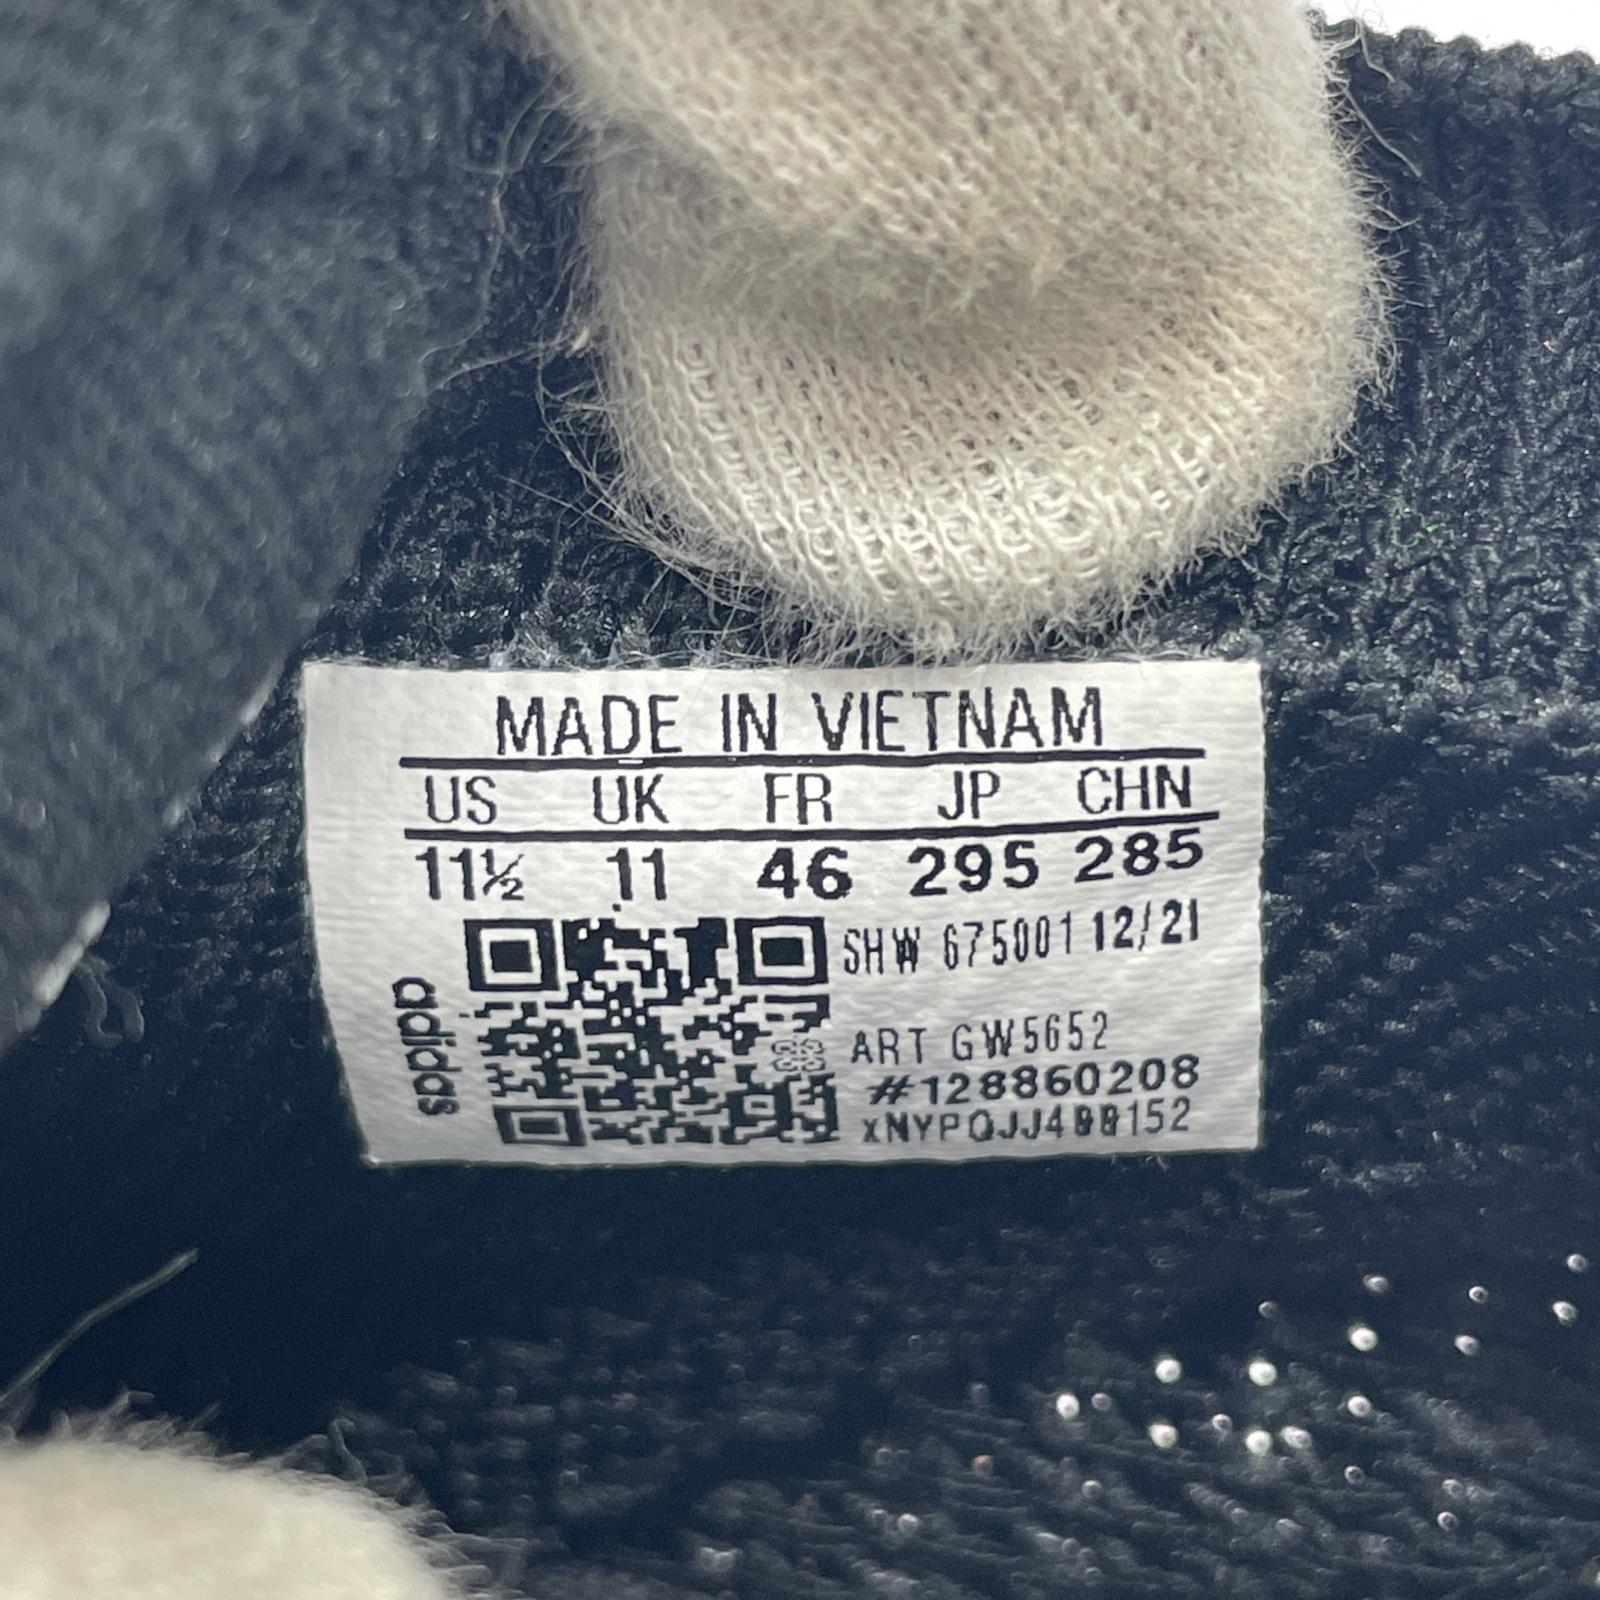 MADE IN VIETNAM
US UK FR JP CHN
11½ 11 46 295 285
SHW 675001 12/21
adidas
ART GW5652
#128860208